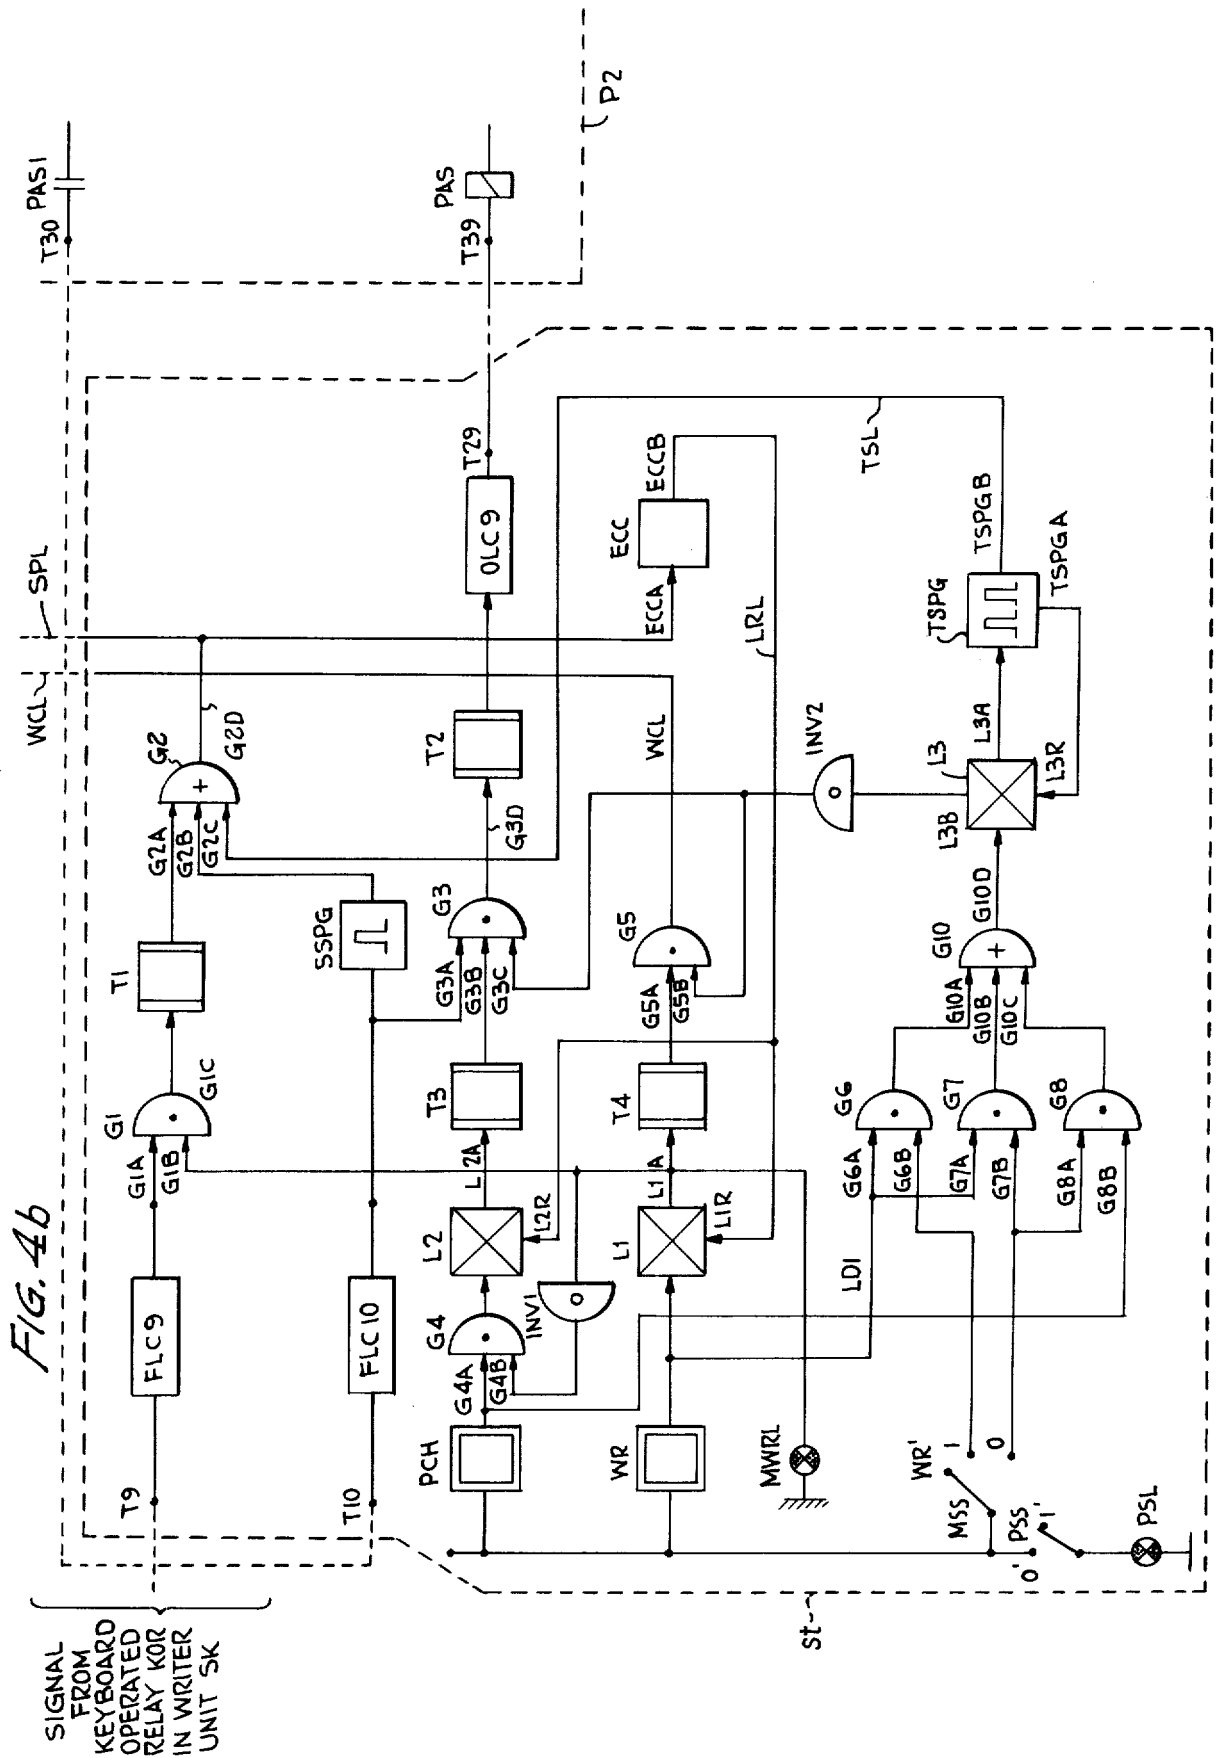 FIG. 4b
SIGNAL
FROM
KEYBOARD
OPERATED
RELAY KOR
IN WRITER
UNIT SK
T9
FLC9
G1A
G1B
G1
G1C
T1
G2A
G2B
G2C
G2
G2D
WCL
SPL
T30
PAS1
T10
FLC10
SSPG
PCH
G4A
G4B
G4
INV1
L2
L2R
L2A
T3
G3A
G3B
G3C
G3
G3D
T2
OLC9
T29
T39
PAS
P2
WR
L1
L1R
L1A
T4
G5A
G5B
G5
WCL
ECCA
ECC
ECCB
LRL
MWRL
INV2
TSL
WR'
MSS
1
0
PSS'
0'
1'
PSL
LD1
G6A
G6B
G6
G7A
G7B
G7
G8A
G8B
G8
G10A
G10B
G10C
G10
G10D
L3B
L3
L3A
L3R
TSPG
TSPGB
TSPGA
St